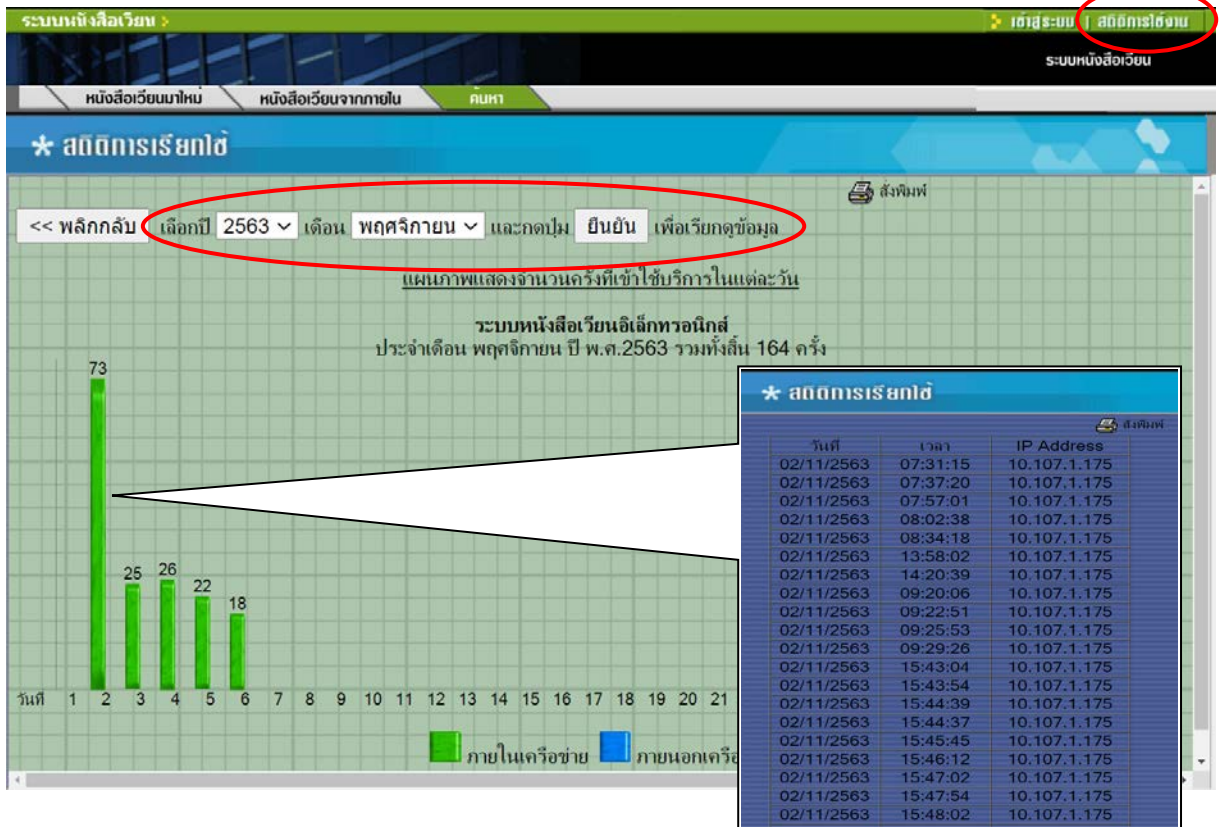 ระบบหนังสือเวียน >
เข้าสู่ระบบ | สถิติการใช้งาน
ระบบหนังสือเวียน
หนังสือเวียนมาใหม่ หนังสือเวียนจากภายใน ค้นหา
* สถิติการเรียกใช้
สั่งพิมพ์
<< พลิกกลับ เลือกปี 2563 เดือน พฤศจิกายน และกดปุ่ม ยืนยัน เพื่อเรียกดูข้อมูล
แผนภาพแสดงจำนวนครั้งที่เข้าใช้บริการในแต่ละวัน
ระบบหนังสือเวียนอิเล็กทรอนิกส์
ประจำเดือน พฤศจิกายน ปี พ.ศ.2563 รวมทั้งสิ้น 164 ครั้ง
73
25 26 22 18
วันที่ 1 2 3 4 5 6 7 8 9 10 11 12 13 14 15 16 17 18 19 20 21
ภายในเครือข่าย ภายนอกเครือ
* สถิติการเรียกใช้
สั่งพิมพ์
วันที่ เวลา IP Address
02/11/2563 07:31:15 10.107.1.175
02/11/2563 07:37:20 10.107.1.175
02/11/2563 07:57:01 10.107.1.175
02/11/2563 08:02:38 10.107.1.175
02/11/2563 08:34:18 10.107.1.175
02/11/2563 13:58:02 10.107.1.175
02/11/2563 14:20:39 10.107.1.175
02/11/2563 09:20:06 10.107.1.175
02/11/2563 09:22:51 10.107.1.175
02/11/2563 09:25:53 10.107.1.175
02/11/2563 09:29:26 10.107.1.175
02/11/2563 15:43:04 10.107.1.175
02/11/2563 15:43:54 10.107.1.175
02/11/2563 15:44:39 10.107.1.175
02/11/2563 15:44:37 10.107.1.175
02/11/2563 15:45:45 10.107.1.175
02/11/2563 15:46:12 10.107.1.175
02/11/2563 15:47:02 10.107.1.175
02/11/2563 15:47:54 10.107.1.175
02/11/2563 15:48:02 10.107.1.175